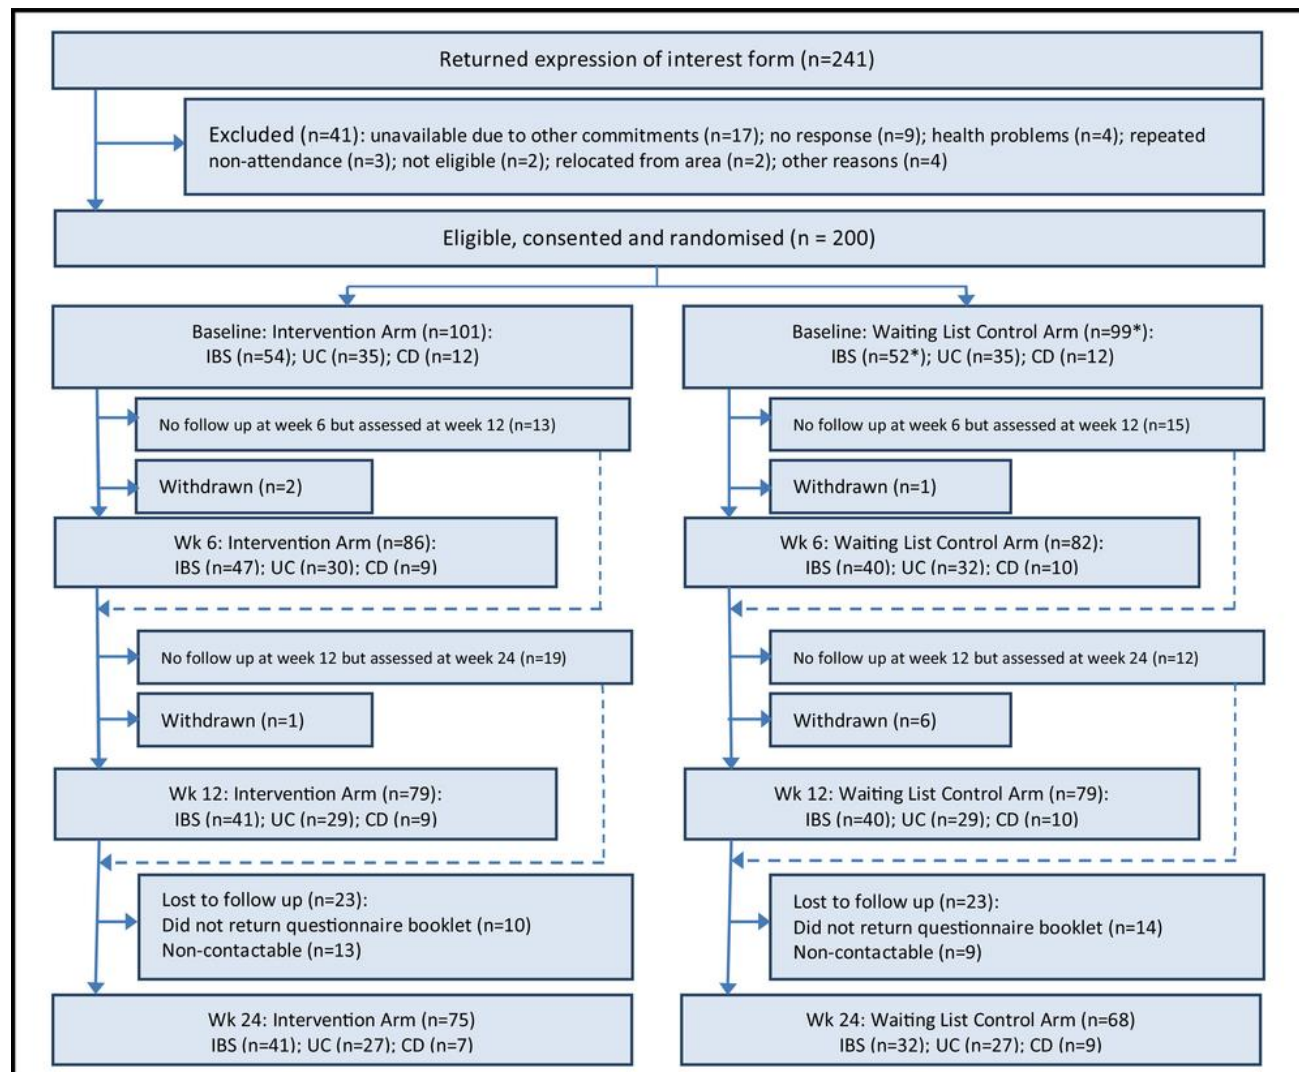 Returned expression of interest form (n=241)
Excluded (n=41): unavailable due to other commitments (n=17); no response (n=9); health problems (n=4); repeated
non-attendance (n=3); not eligible (n=2); relocated from area (n=2); other reasons (n=4)
Eligible, consented and randomised (n = 200)
Baseline: Intervention Arm (n=101):
IBS (n=54); UC (n=35); CD (n=12)
Baseline: Waiting List Control Arm (n=99*):
IBS (n=52*); UC (n=35); CD (n=12)
No follow up at week 6 but assessed at week 12 (n=13)
No follow up at week 6 but assessed at week 12 (n=15)
Withdrawn (n=2)
Withdrawn (n=1)
Wk 6: Intervention Arm (n=86):
IBS (n=47); UC (n=30); CD (n=9)
Wk 6: Waiting List Control Arm (n=82):
IBS (n=40); UC (n=32); CD (n=10)
No follow up at week 12 but assessed at week 24 (n=19)
No follow up at week 12 but assessed at week 24 (n=12)
Withdrawn (n=1)
Withdrawn (n=6)
Wk 12: Intervention Arm (n=79):
IBS (n=41); UC (n=29); CD (n=9)
Wk 12: Waiting List Control Arm (n=79):
IBS (n=40); UC (n=29); CD (n=10)
Lost to follow up (n=23):
Did not return questionnaire booklet (n=10)
Non-contactable (n=13)
Lost to follow up (n=23):
Did not return questionnaire booklet (n=14)
Non-contactable (n=9)
Wk 24: Intervention Arm (n=75)
IBS (n=41); UC (n=27); CD (n=7)
Wk 24: Waiting List Control Arm (n=68)
IBS (n=32); UC (n=27); CD (n=9)